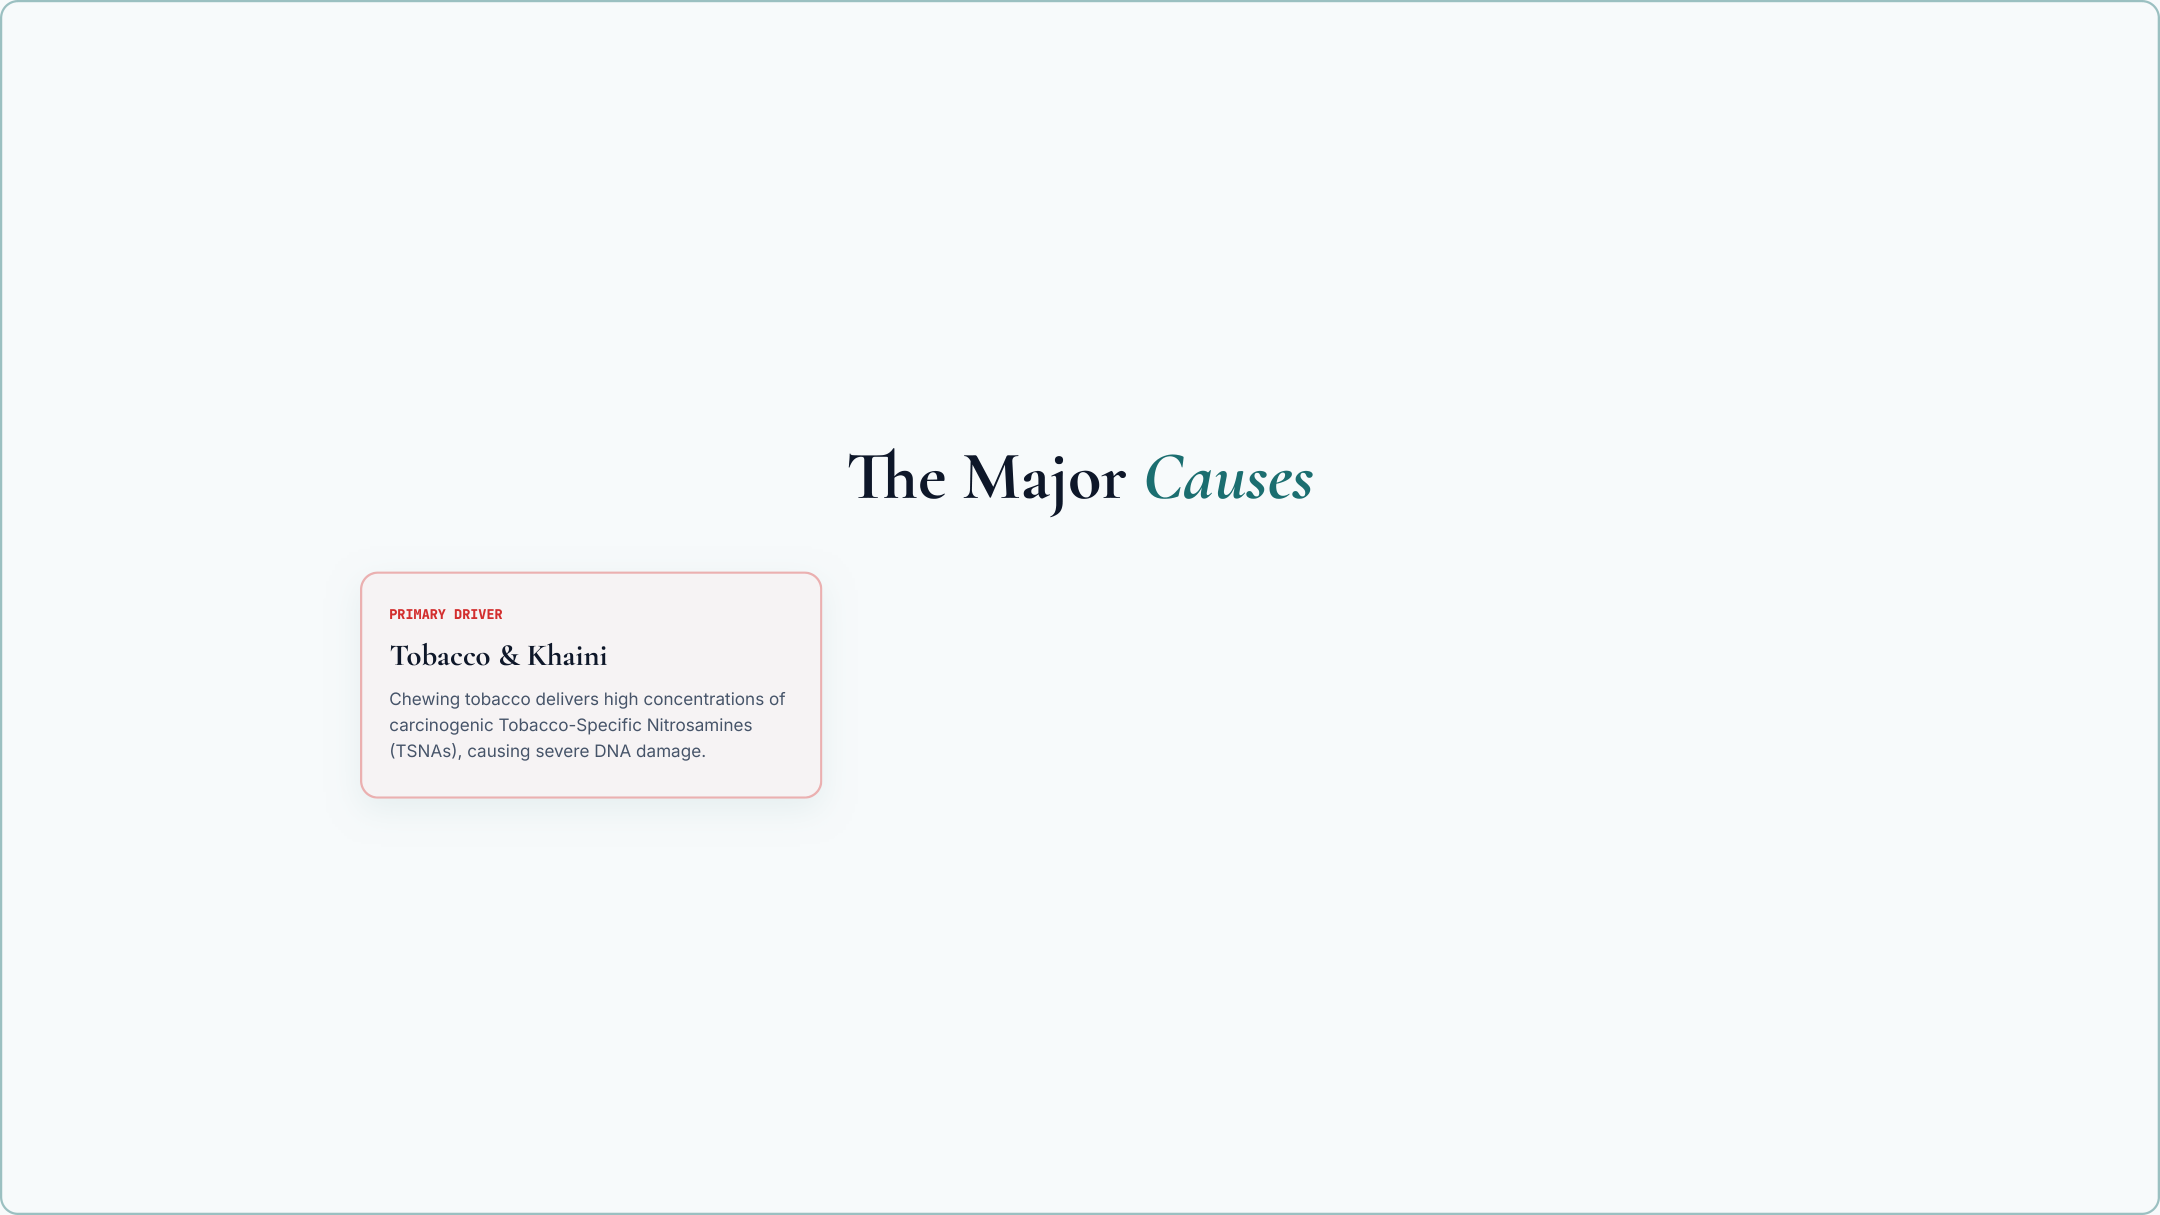 The Major Causes
PRIMARY DRIVER
Tobacco & Khaini
Chewing tobacco delivers high concentrations of
carcinogenic Tobacco-Specific Nitrosamines
(TSNAs), causing severe DNA damage.